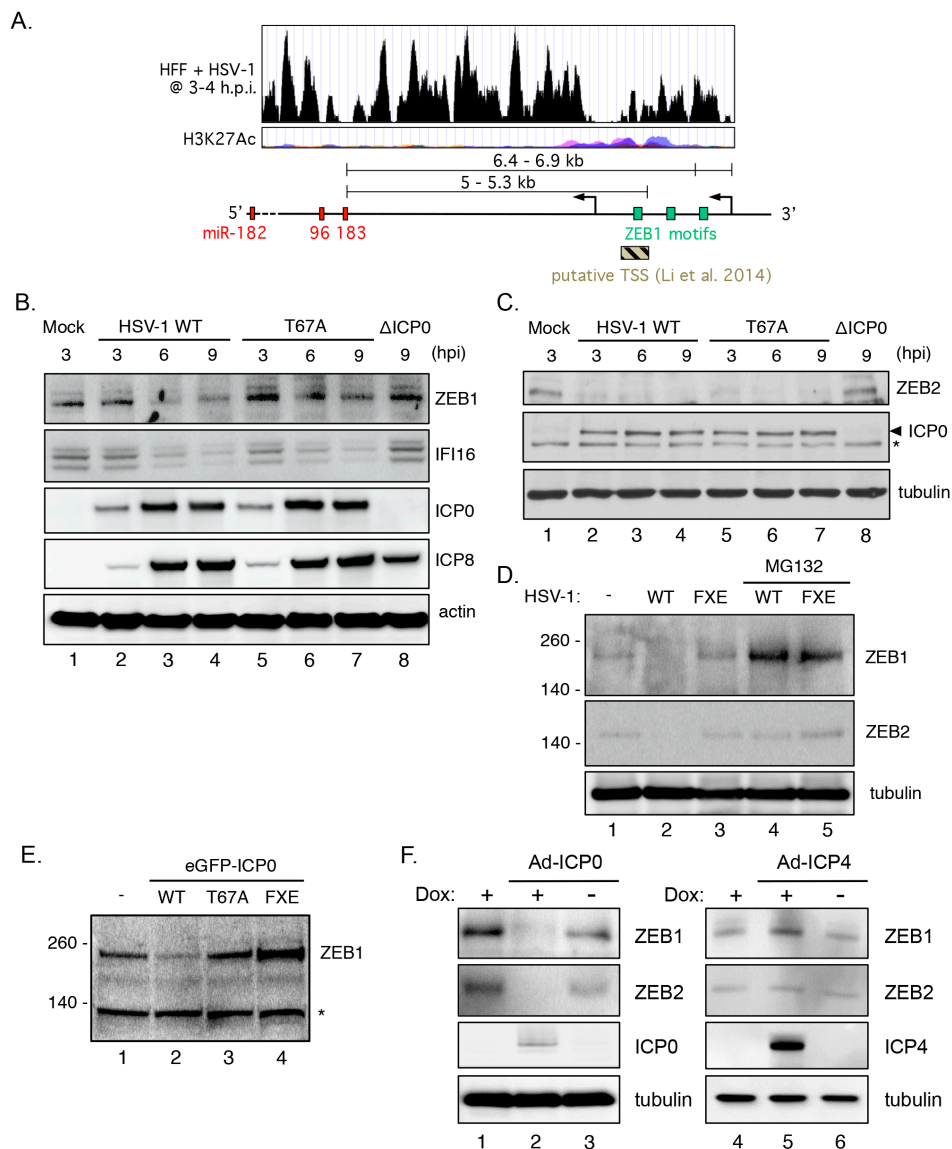 A.
HFF + HSV-1
@ 3-4 h.p.i.
H3K27Ac
6.4 - 6.9 kb
5 - 5.3 kb
5’ 3’
miR-182 96 183 ZEB1 motifs
putative TSS (Li et al. 2014)
B.
Mock HSV-1 WT T67A ΔICP0
3 3 6 9 3 6 9 9 (hpi)
ZEB1
IFI16
ICP0
ICP8
actin
1 2 3 4 5 6 7 8
C.
Mock HSV-1 WT T67A ΔICP0
3 3 6 9 3 6 9 9 (hpi)
ZEB2
ICP0
*
tubulin
1 2 3 4 5 6 7 8
D.
MG132
HSV-1: - WT FXE WT FXE
260 -
ZEB1
140 -
ZEB2
140 -
tubulin
1 2 3 4 5
E.
eGFP-ICP0
- WT T67A FXE
260 -
ZEB1
140 -
*
1 2 3 4
F.
Ad-ICP0 Ad-ICP4
Dox: + + - Dox: + + -
ZEB1 ZEB1
ZEB2 ZEB2
ICP0 ICP4
tubulin tubulin
1 2 3 4 5 6